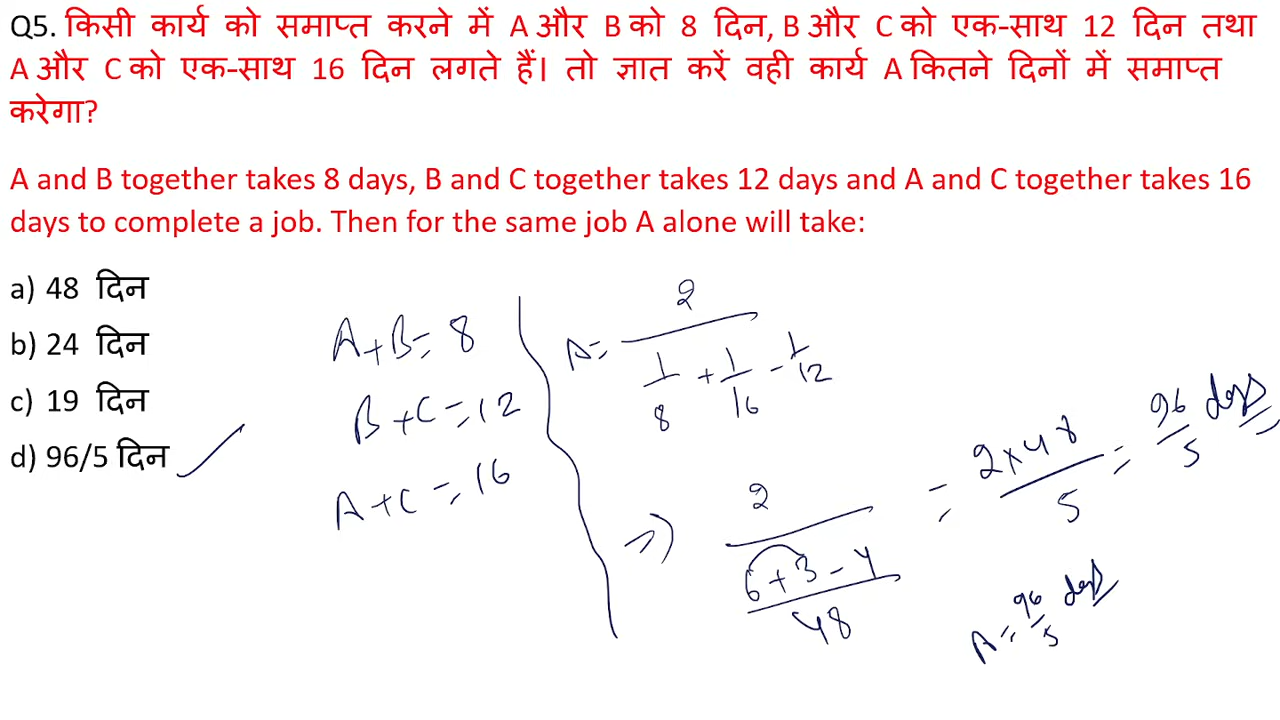 Q5. किसी कार्य को समाप्त करने में A और B को 8 दिन, B और C को एक-साथ 12 दिन तथा
A और C को एक-साथ 16 दिन लगते हैं। तो ज्ञात करें वही कार्य A कितने दिनों में समाप्त
करेगा?
A and B together takes 8 days, B and C together takes 12 days and A and C together takes 16
days to complete a job. Then for the same job A alone will take:
a) 48 दिन
b) 24 दिन
c) 19 दिन
d) 96/5 दिन
A+B=8
B+C=12
A+C=16
A= 2
1/8 + 1/16 - 1/12
=> 2
6+3-4
48
= 2×48/5 = 96/5 days
A= 96/5 days